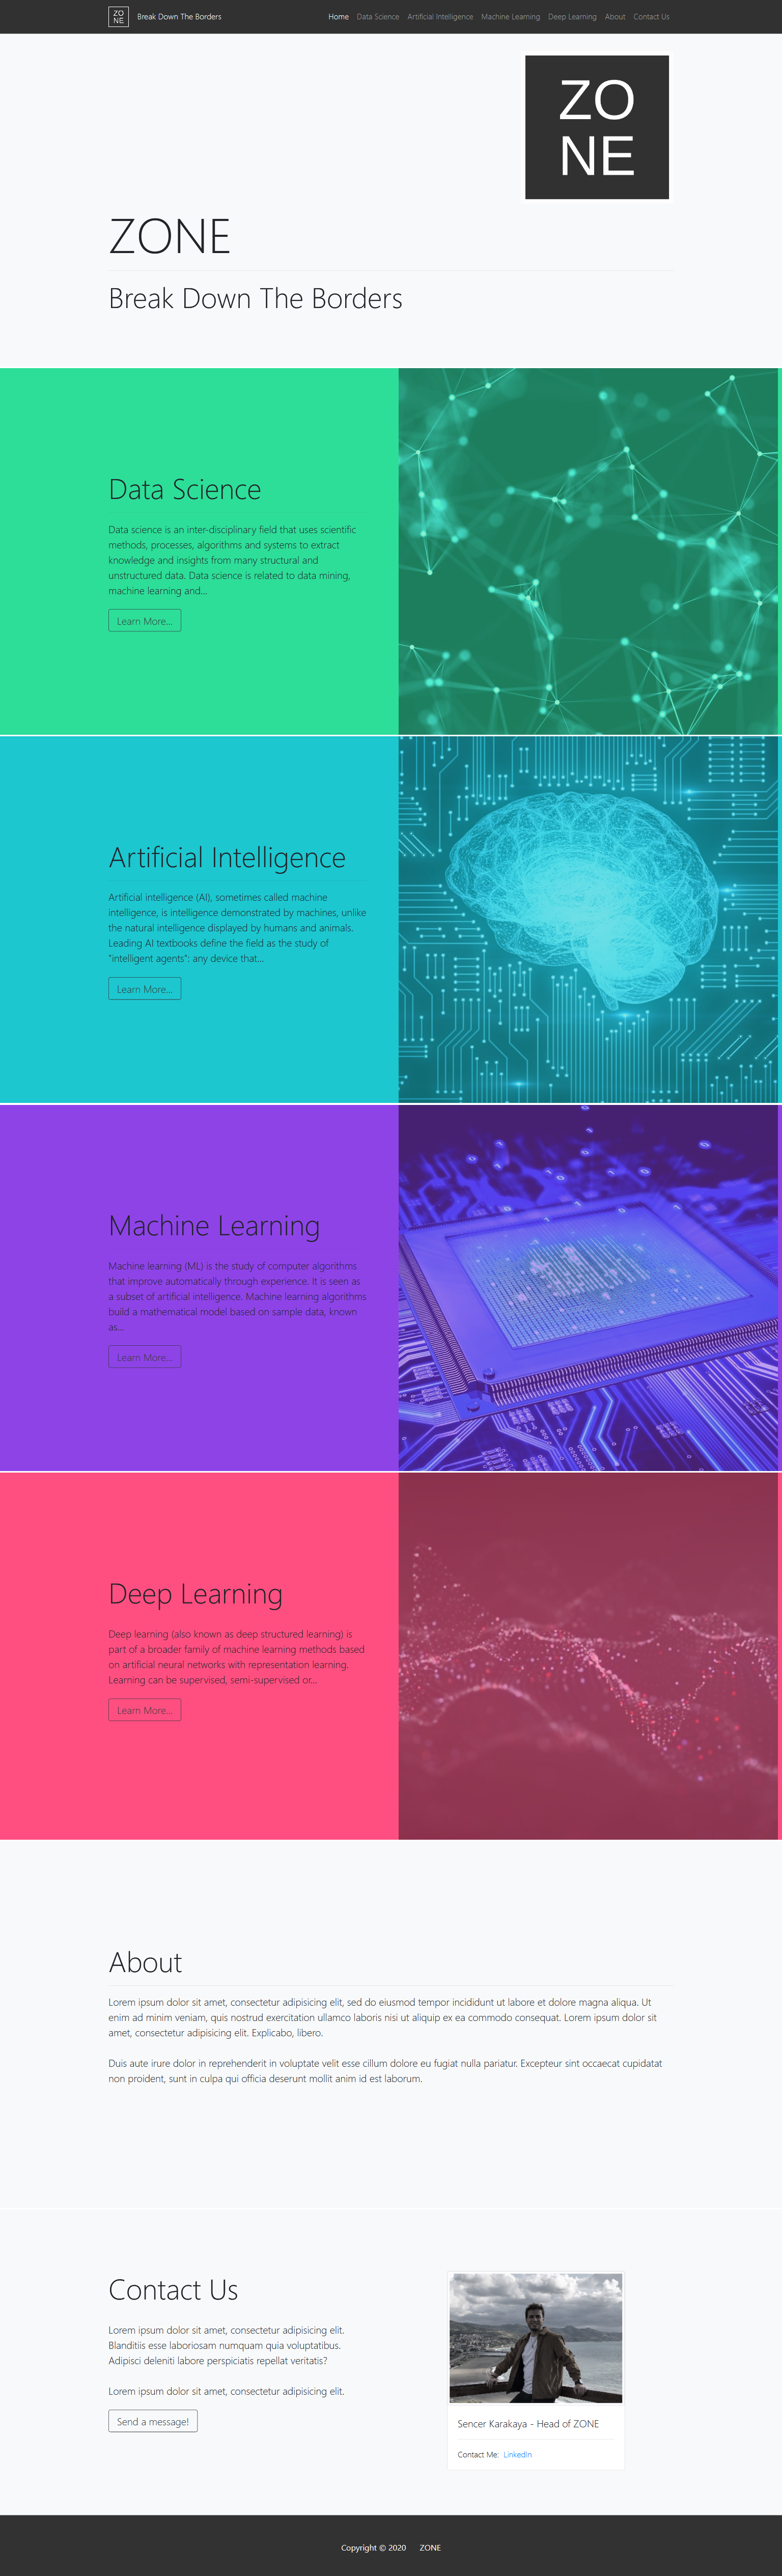 ZO
NE
Break Down The Borders
Home Data Science Artificial Intelligence Machine Learning Deep Learning About Contact Us
ZO
NE
ZONE
Break Down The Borders
Data Science
Data science is an inter-disciplinary field that uses scientific
methods, processes, algorithms and systems to extract
knowledge and insights from many structural and
unstructured data. Data science is related to data mining,
machine learning and...
Learn More...
Artificial Intelligence
Artificial intelligence (AI), sometimes called machine
intelligence, is intelligence demonstrated by machines, unlike
the natural intelligence displayed by humans and animals.
Leading AI textbooks define the field as the study of
"intelligent agents": any device that...
Learn More...
Machine Learning
Machine learning (ML) is the study of computer algorithms
that improve automatically through experience. It is seen as
a subset of artificial intelligence. Machine learning algorithms
build a mathematical model based on sample data, known
as...
Learn More...
Deep Learning
Deep learning (also known as deep structured learning) is
part of a broader family of machine learning methods based
on artificial neural networks with representation learning.
Learning can be supervised, semi-supervised or...
Learn More...
About
Lorem ipsum dolor sit amet, consectetur adipisicing elit, sed do eiusmod tempor incididunt ut labore et dolore magna aliqua. Ut
enim ad minim veniam, quis nostrud exercitation ullamco laboris nisi ut aliquip ex ea commodo consequat. Lorem ipsum dolor sit
amet, consectetur adipisicing elit. Explicabo, libero.
Duis aute irure dolor in reprehenderit in voluptate velit esse cillum dolore eu fugiat nulla pariatur. Excepteur sint occaecat cupidatat
non proident, sunt in culpa qui officia deserunt mollit anim id est laborum.
Contact Us
Lorem ipsum dolor sit amet, consectetur adipisicing elit.
Blanditiis esse laboriosam numquam quia voluptatibus.
Adipisci deleniti labore perspiciatis repellat veritatis?
Lorem ipsum dolor sit amet, consectetur adipisicing elit.
Send a message!
Sencer Karakaya - Head of ZONE
Contact Me: LinkedIn
Copyright © 2020 ZONE